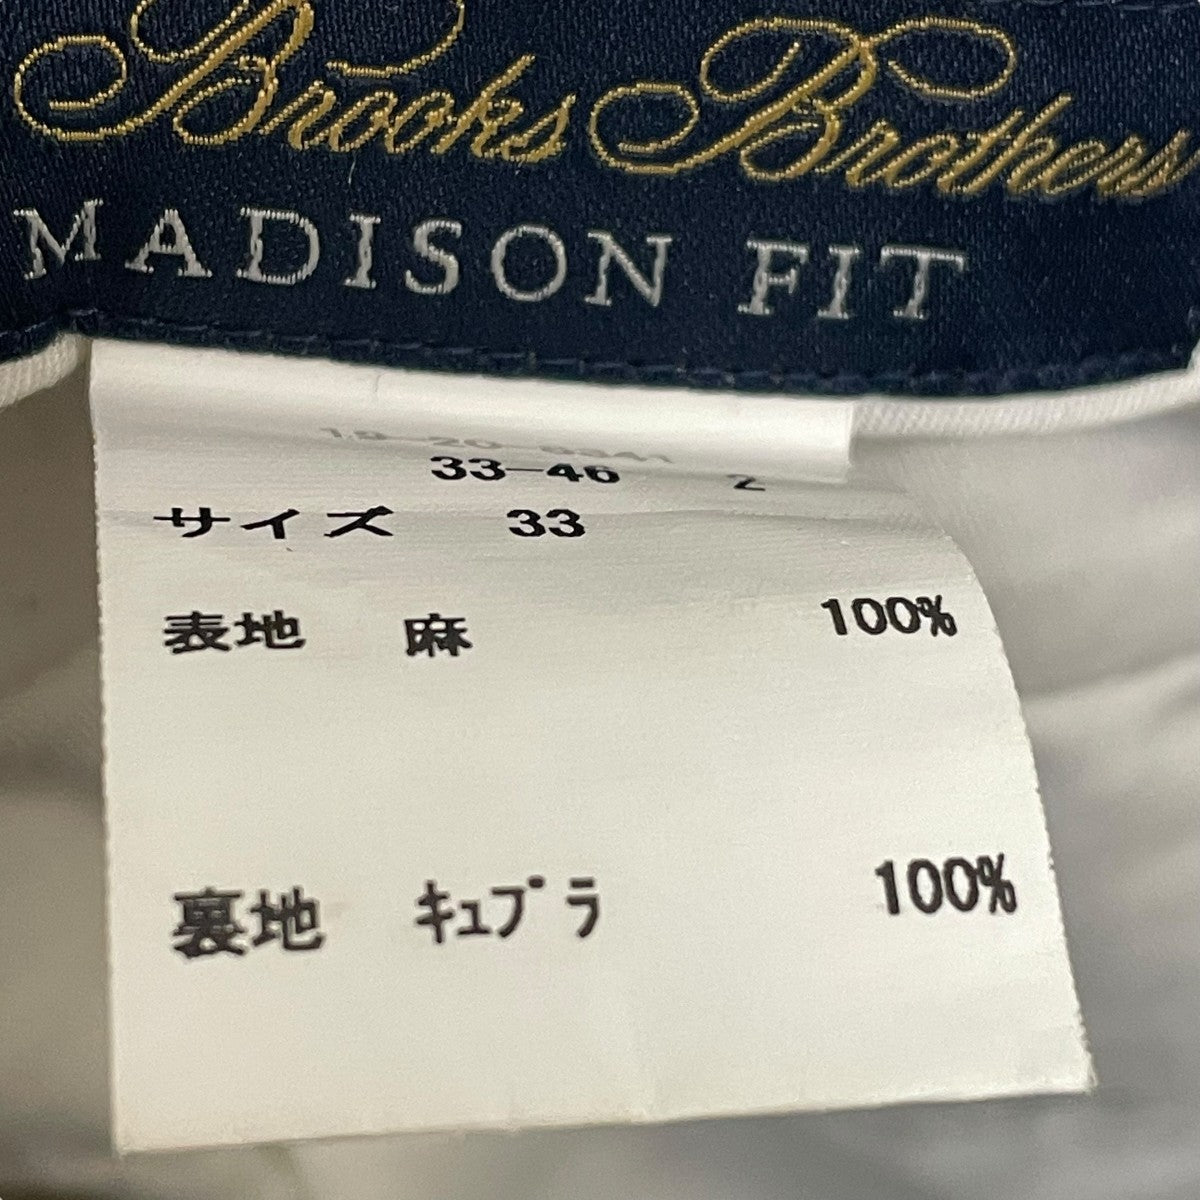 Brooks Brothers
MADISON FIT
33-46 2
サイズ 33
表地 麻 100%
裏地 ｷｭﾌﾟﾗ 100%